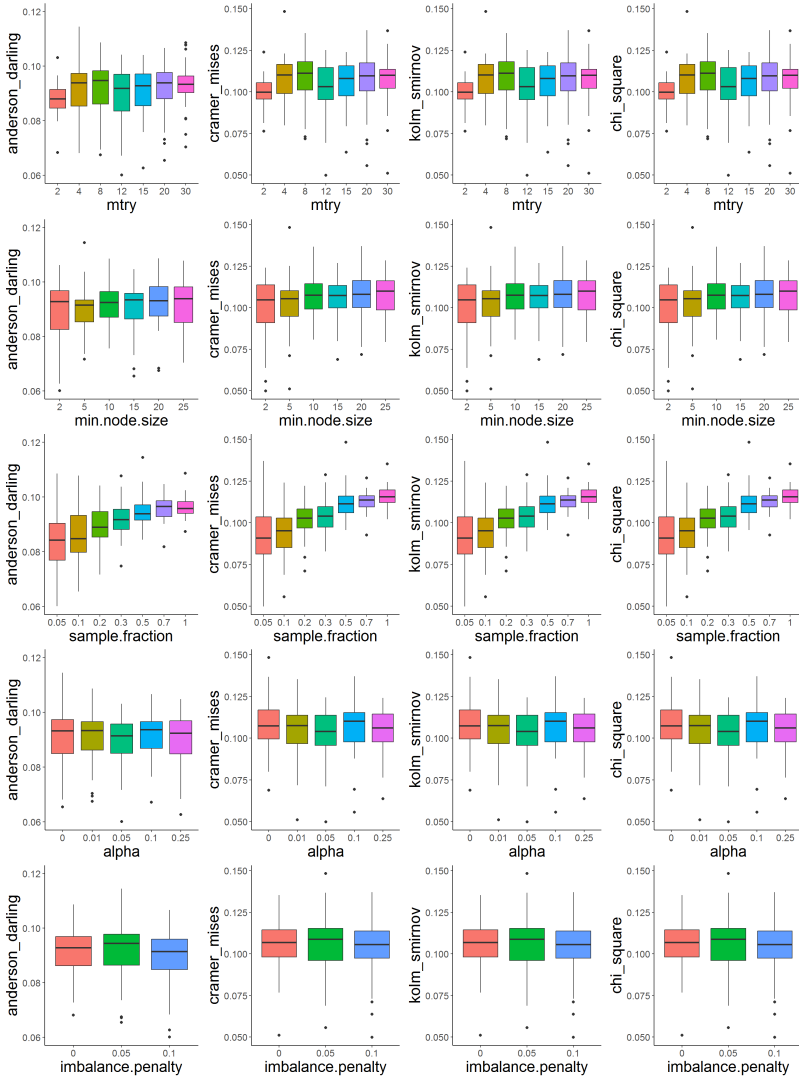 anderson_darling 0.12 0.10 0.08 0.06 2 4 8 12 15 20 30 mtry
cramer_mises 0.150 0.125 0.100 0.075 0.050 2 4 8 12 15 20 30 mtry
kolm_smirnov 0.150 0.125 0.100 0.075 0.050 2 4 8 12 15 20 30 mtry
chi_square 0.150 0.125 0.100 0.075 0.050 2 4 8 12 15 20 30 mtry
anderson_darling 0.12 0.10 0.08 0.06 2 5 10 15 20 25 min.node.size
cramer_mises 0.150 0.125 0.100 0.075 0.050 2 5 10 15 20 25 min.node.size
kolm_smirnov 0.150 0.125 0.100 0.075 0.050 2 5 10 15 20 25 min.node.size
chi_square 0.150 0.125 0.100 0.075 0.050 2 5 10 15 20 25 min.node.size
anderson_darling 0.12 0.10 0.08 0.06 0.05 0.1 0.2 0.3 0.5 0.7 1 sample.fraction
cramer_mises 0.150 0.125 0.100 0.075 0.050 0.05 0.1 0.2 0.3 0.5 0.7 1 sample.fraction
kolm_smirnov 0.150 0.125 0.100 0.075 0.050 0.05 0.1 0.2 0.3 0.5 0.7 1 sample.fraction
chi_square 0.150 0.125 0.100 0.075 0.050 0.05 0.1 0.2 0.3 0.5 0.7 1 sample.fraction
anderson_darling 0.12 0.10 0.08 0.06 0 0.01 0.05 0.1 0.25 alpha
cramer_mises 0.150 0.125 0.100 0.075 0.050 0 0.01 0.05 0.1 0.25 alpha
kolm_smirnov 0.150 0.125 0.100 0.075 0.050 0 0.01 0.05 0.1 0.25 alpha
chi_square 0.150 0.125 0.100 0.075 0.050 0 0.01 0.05 0.1 0.25 alpha
anderson_darling 0.12 0.10 0.08 0.06 0 0.05 0.1 imbalance.penalty
cramer_mises 0.150 0.125 0.100 0.075 0.050 0 0.05 0.1 imbalance.penalty
kolm_smirnov 0.150 0.125 0.100 0.075 0.050 0 0.05 0.1 imbalance.penalty
chi_square 0.150 0.125 0.100 0.075 0.050 0 0.05 0.1 imbalance.penalty